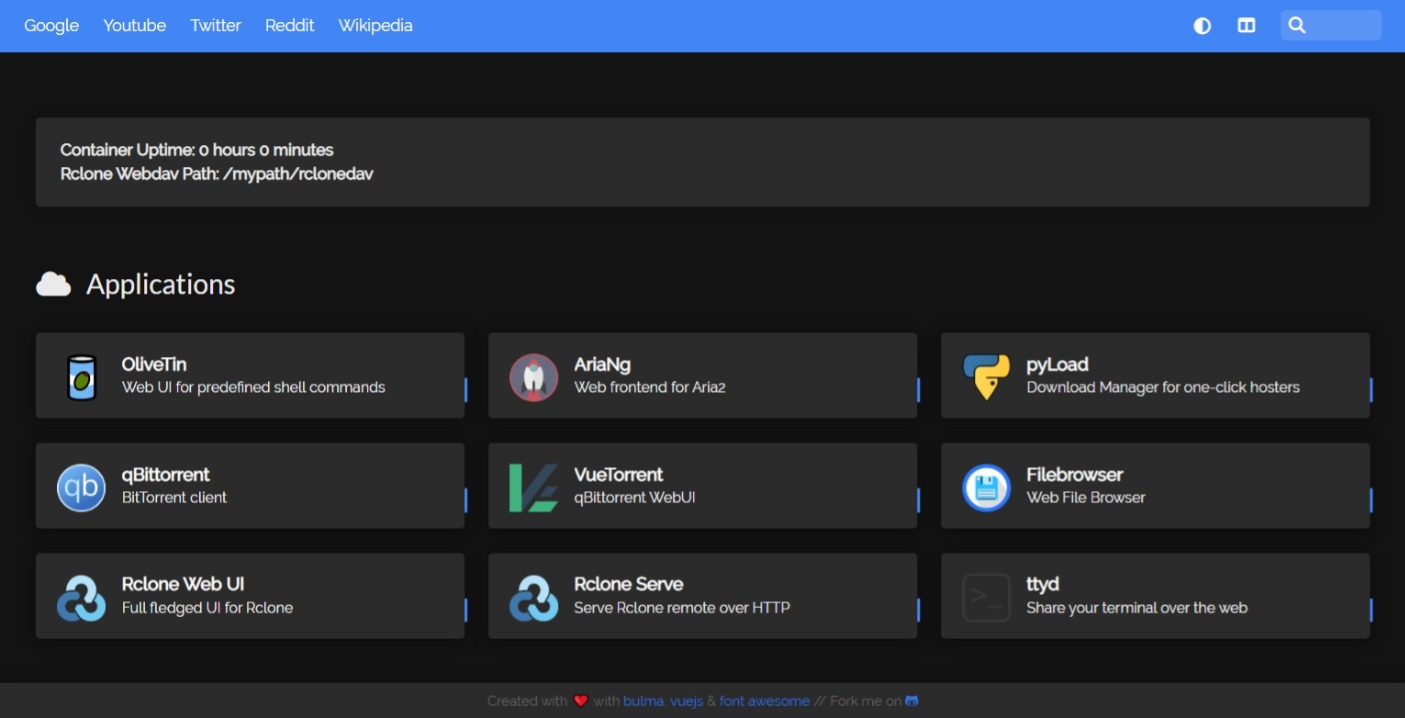 Google Youtube Twitter Reddit Wikipedia
Container Uptime: 0 hours 0 minutes
Rclone Webdav Path: /mypath/rclonedav
Applications
OliveTin
Web UI for predefined shell commands
AriaNg
Web frontend for Aria2
pyLoad
Download Manager for one-click hosters
qb
qBittorrent
BitTorrent client
VueTorrent
qBittorrent WebUI
Filebrowser
Web File Browser
Rclone Web UI
Full fledged UI for Rclone
Rclone Serve
Serve Rclone remote over HTTP
>_
ttyd
Share your terminal over the web
Created with ❤️ with bulma, vuejs & font awesome // Fork me on